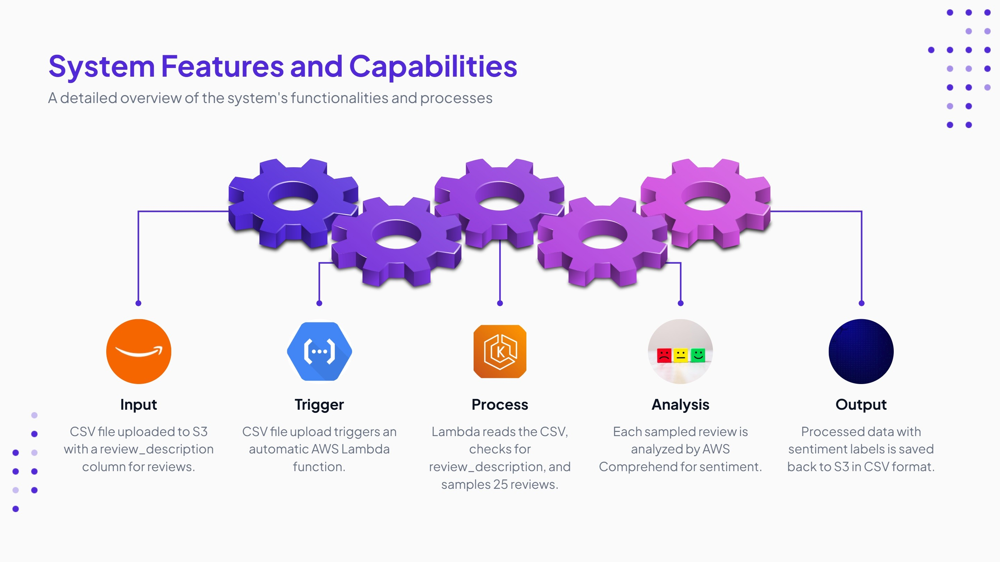 System Features and Capabilities
A detailed overview of the system's functionalities and processes
K
Input
CSV file uploaded to S3
with a review_description
column for reviews.
Trigger
CSV file upload triggers an
automatic AWS Lambda
function.
Process
Lambda reads the CSV,
checks for
review_description, and
samples 25 reviews.
Analysis
Each sampled review is
analyzed by AWS
Comprehend for sentiment.
Output
Processed data with
sentiment labels is saved
back to S3 in CSV format.